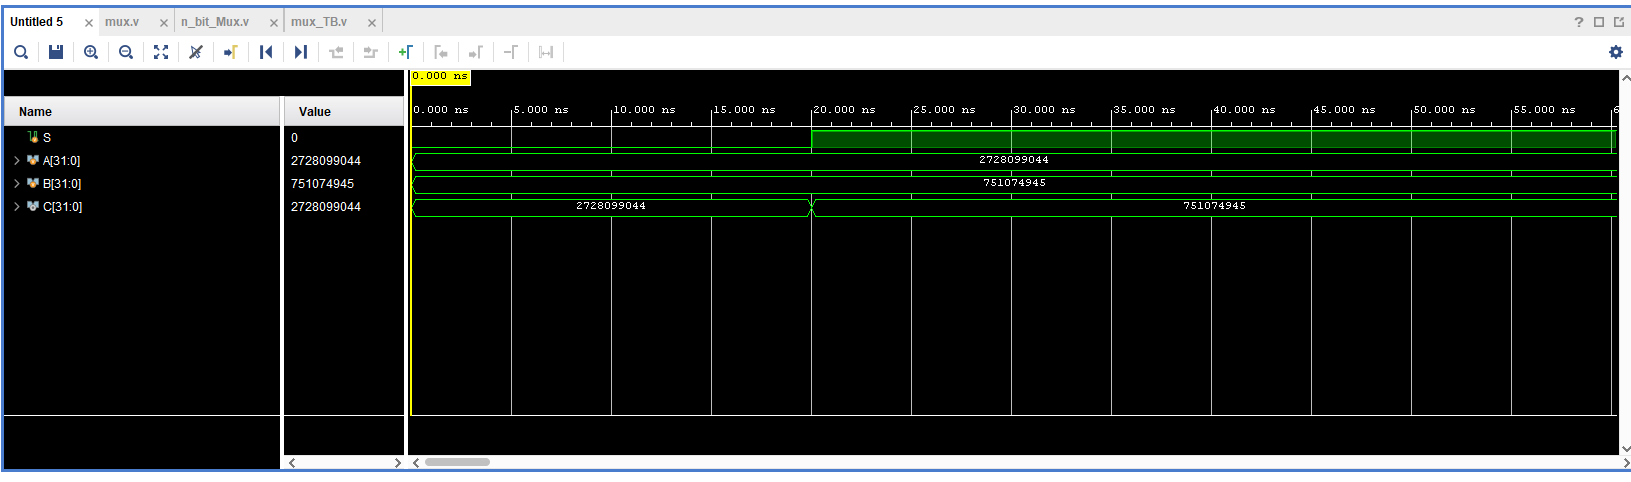 Untitled 5 × mux.v × n_bit_Mux.v × mux_TB.v × ?
0.000 ns
Name Value 0.000 ns 5.000 ns 10.000 ns 15.000 ns 20.000 ns 25.000 ns 30.000 ns 35.000 ns 40.000 ns 45.000 ns 50.000 ns 55.000 ns 6
S 0
A[31:0] 2728099044 2728099044
B[31:0] 751074945 751074945
C[31:0] 2728099044 2728099044 751074945